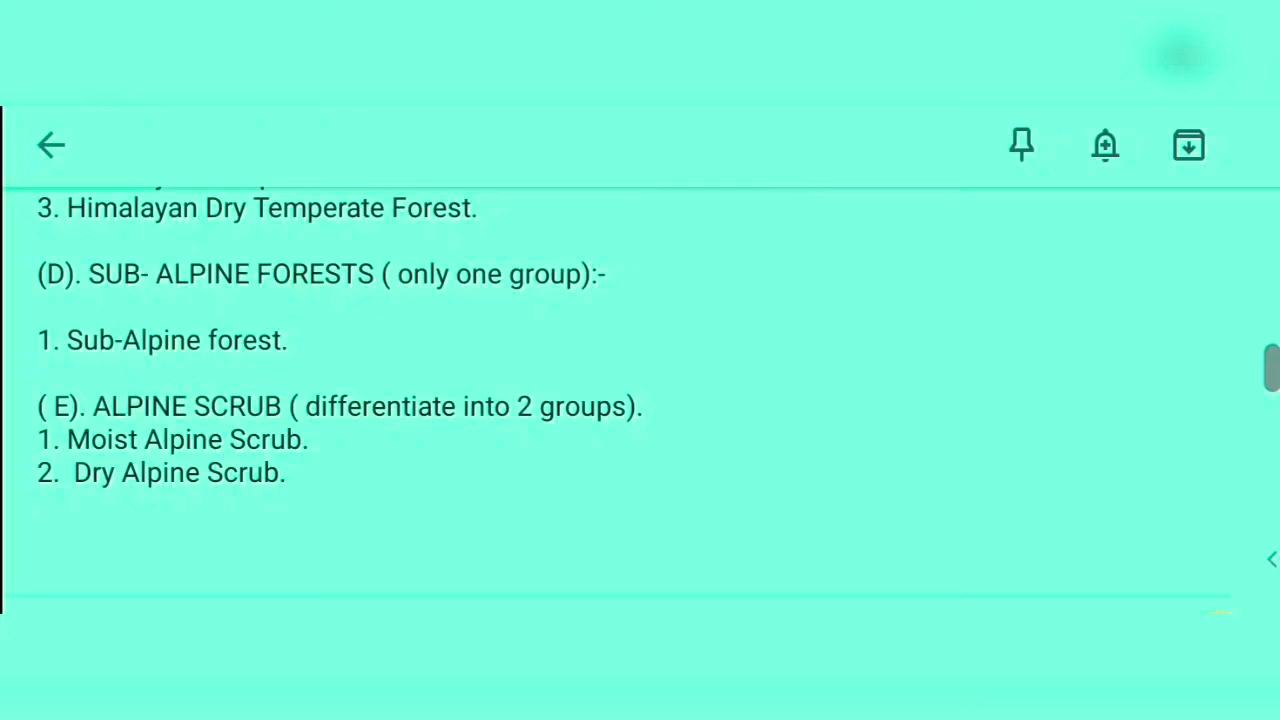 3. Himalayan Dry Temperate Forest.
(D). SUB- ALPINE FORESTS ( only one group):-
1. Sub-Alpine forest.
( E). ALPINE SCRUB ( differentiate into 2 groups).
1. Moist Alpine Scrub.
2.  Dry Alpine Scrub.